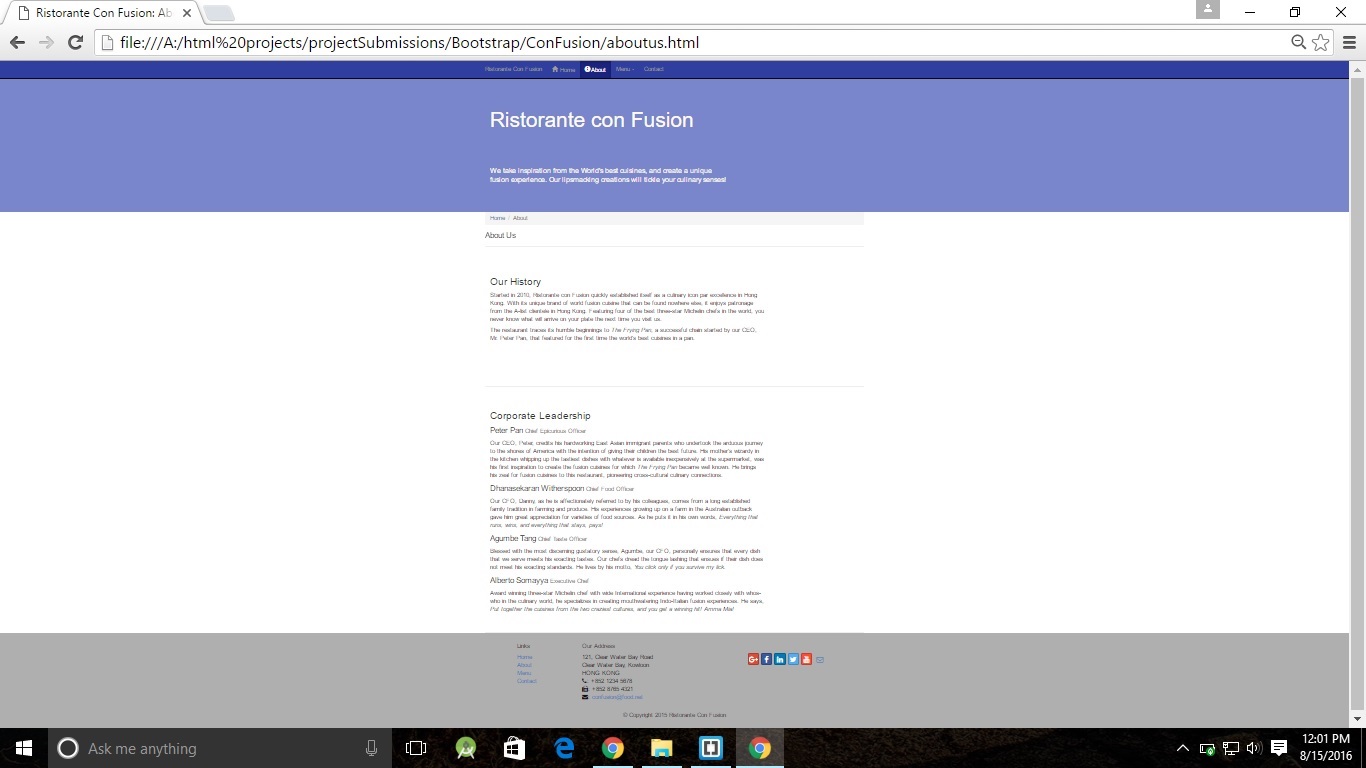 Ristorante Con Fusion: Ab
file:///A:/html%20projects/projectSubmissions/Bootstrap/ConFusion/aboutus.html
Ristorante Con Fusion Home About Menu Contact
Ristorante con Fusion
We take inspiration from the World's best cuisines, and create a unique
fusion experience. Our lipsmacking creations will tickle your culinary senses!
Home / About
About Us
Our History
Started in 2010, Ristorante con Fusion quickly established itself as a culinary icon par excellence in Hong
Kong. With its unique brand of world fusion cuisine that can be found nowhere else, it enjoys patronage
from the A-list clientele in Hong Kong. Featuring four of the best three-star Michelin chefs in the world, you
never know what will arrive on your plate the next time you visit us.
The restaurant traces its humble beginnings to The Frying Pan, a successful chain started by our CEO,
Mr. Peter Pan, that featured for the first time the world's best cuisines in a pan.
Corporate Leadership
Peter Pan Chief Epicurious Officer
Our CEO, Peter, credits his hardworking East Asian immigrant parents who undertook the arduous journey
to the shores of America with the intention of giving their children the best future. His mother's wizardy in
the kitchen whipping up the tastiest dishes with whatever is available inexpensively at the supermarket, was
his first inspiration to create the fusion cuisines for which The Frying Pan became well known. He brings
his zeal for fusion cuisines to this restaurant, pioneering cross-cultural culinary connections.
Dhanasekaran Witherspoon Chief Food Officer
Our CFO, Danny, as he is affectionately referred to by his colleagues, comes from a long established
family tradition in farming and produce. His experiences growing up on a farm in the Australian outback
gave him great appreciation for varieties of food sources. As he puts it in his own words, Everything that
runs, wins, and everything that stays, pays!
Agumbe Tang Chief Taste Officer
Blessed with the most discerning gustatory sense, Agumbe, our CFO, personally ensures that every dish
that we serve meets his exacting tastes. Our chefs dread the tongue lashing that ensues if their dish does
not meet his exacting standards. He lives by his motto, You click only if you survive my lick.
Alberto Somayya Executive Chef
Award winning three-star Michelin chef with wide International experience having worked closely with whos-
who in the culinary world, he specializes in creating mouthwatering Indo-Italian fusion experiences. He says,
Put together the cuisines from the two craziest cultures, and you get a winning hit! Amma Mia!
Links
Home
About
Menu
Contact
Our Address
121, Clear Water Bay Road
Clear Water Bay, Kowloon
HONG KONG
: +852 1234 5678
: +852 8765 4321
: confusion@food.net
© Copyright 2015 Ristorante Con Fusion
Ask me anything
12:01 PM
8/15/2016